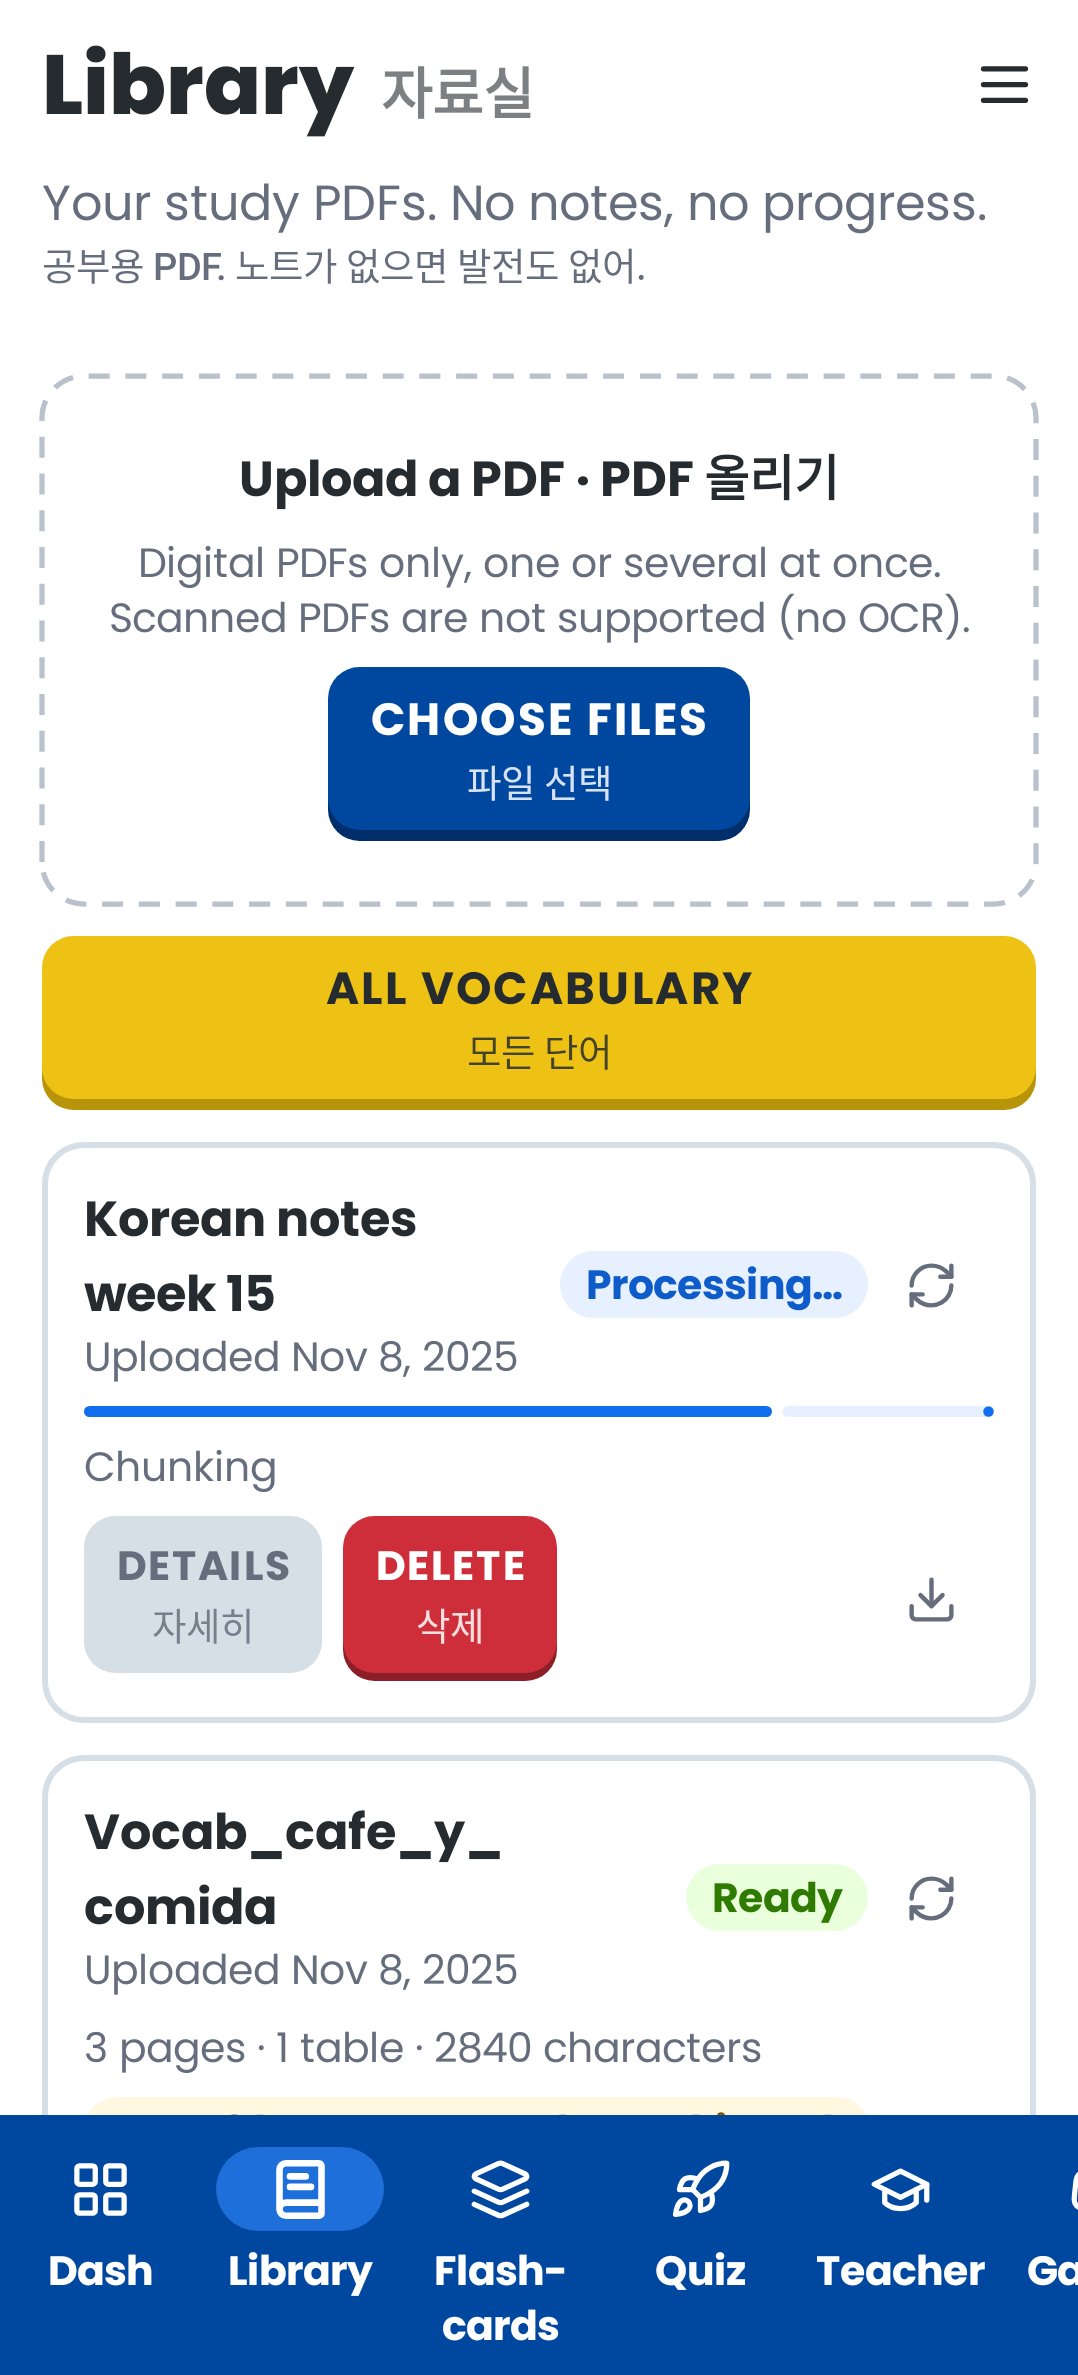 Library 자료실
Your study PDFs. No notes, no progress.
공부용 PDF. 노트가 없으면 발전도 없어.
Upload a PDF · PDF 올리기
Digital PDFs only, one or several at once.
Scanned PDFs are not supported (no OCR).
CHOOSE FILES
파일 선택
ALL VOCABULARY
모든 단어
Korean notes
week 15
Processing...
Uploaded Nov 8, 2025
Chunking
DETAILS
자세히
DELETE
삭제
Vocab_cafe_y_
comida
Ready
Uploaded Nov 8, 2025
3 pages · 1 table · 2840 characters
Dash
Library
Flash-
cards
Quiz
Teacher